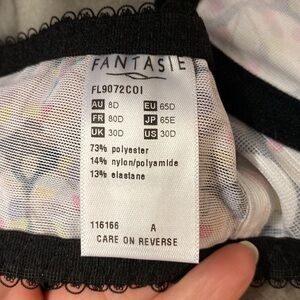 FANTASIE
FL9072COI
AU 8D EU 65D
FR 80D JP 65E
UK 30D US 30D
73% polyester
14% nylon/polyamide
13% elastane
116166 A
CARE ON REVERSE